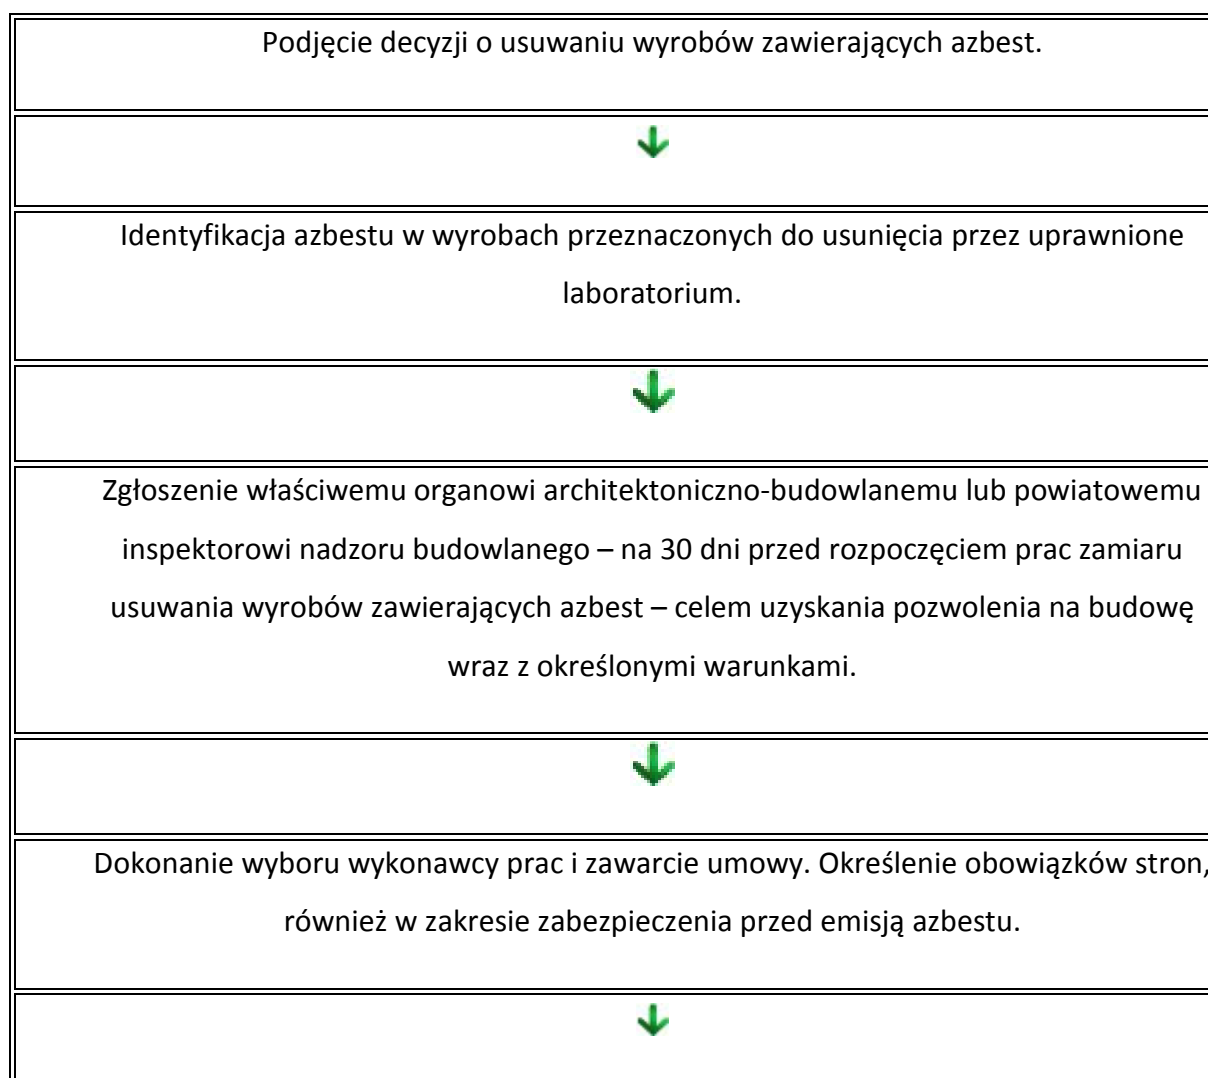 Podjęcie decyzji o usuwaniu wyrobów zawierających azbest.
Identyfikacja azbestu w wyrobach przeznaczonych do usunięcia przez uprawnione
laboratorium.
Zgłoszenie właściwemu organowi architektoniczno-budowlanemu lub powiatowemu
inspektorowi nadzoru budowlanego – na 30 dni przed rozpoczęciem prac zamiaru
usuwania wyrobów zawierających azbest – celem uzyskania pozwolenia na budowę
wraz z określonymi warunkami.
Dokonanie wyboru wykonawcy prac i zawarcie umowy. Określenie obowiązków stron,
również w zakresie zabezpieczenia przed emisją azbestu.